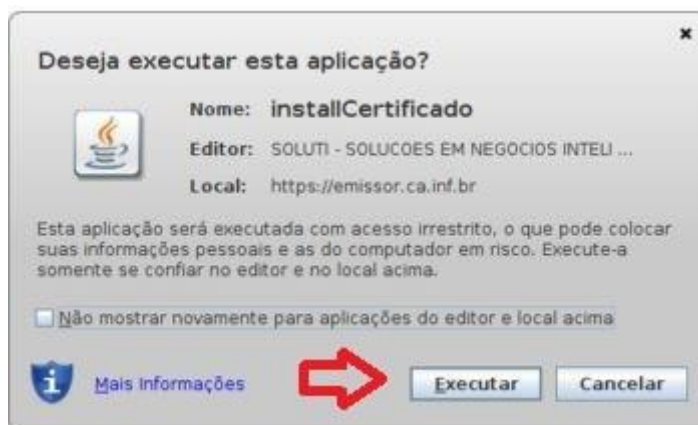 Deseja executar esta aplicação?
Nome: installCertificado
Editor: SOLUTI - SOLUCOES EM NEGOCIOS INTELI ...
Local: https://emissor.ca.inf.br
Esta aplicação será executada com acesso irrestrito, o que pode colocar
suas informações pessoais e as do computador em risco. Execute-a
somente se confiar no editor e no local acima.
Não mostrar novamente para aplicações do editor e local acima
Mais Informações
Executar Cancelar